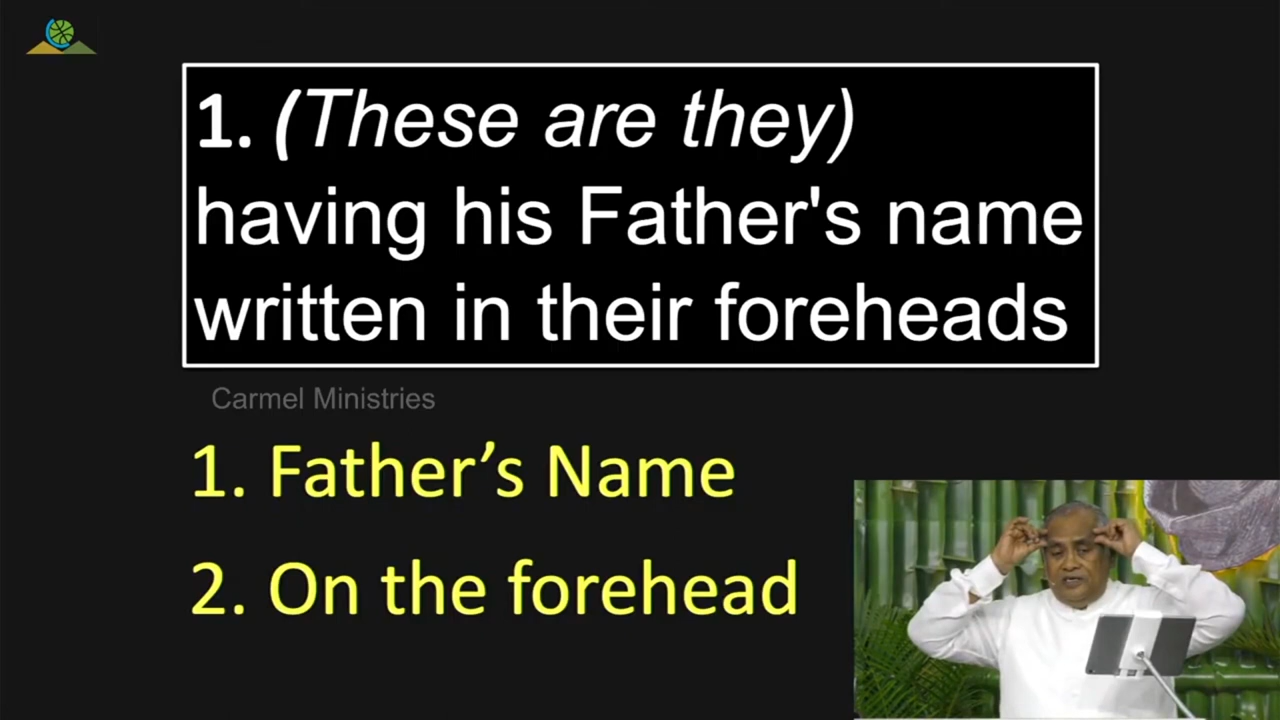 1. (These are they)
having his Father's name
written in their foreheads
Carmel Ministries
1. Father’s Name
2. On the forehead